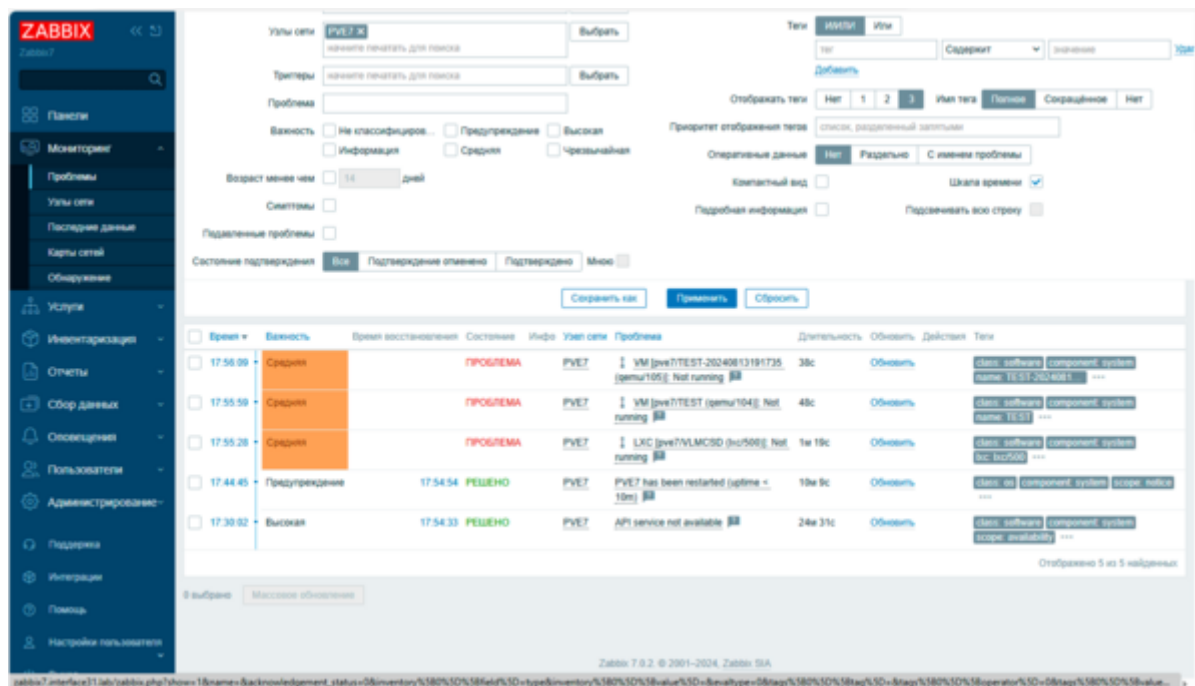 ZABBIX
Zabbix7
Панели
Мониторинг
Проблемы
Узлы сети
Последние данные
Карты сетей
Обнаружение
Услуги
Инвентаризация
Отчеты
Сбор данных
Оповещения
Пользователи
Администрирование
Поддержка
Интеграции
Помощь
Настройки пользователя
Узлы сети PVE7 Выбрать
начните печатать для поиска
Триггеры начните печатать для поиска Выбрать
Проблема
Важность Не классифициров... Предупреждение Высокая
Информация Средняя Чрезвычайная
Возраст менее чем 14 дней
Симптомы
Подавленные проблемы
Состояние подтверждения Все Подтверждение отменено Подтверждено Мною
Теги И/ИЛИ Или
тег Содержит значение
Добавить
Отображать теги Нет 1 2 3 Имя тега Полное Сокращённое Нет
Приоритет отображения тегов список, разделенный запятыми
Оперативные данные Нет Раздельно С именем проблемы
Компактный вид Шкала времени
Подробная информация Подсвечивать всю строку
Сохранить как Применить Сбросить
Время Важность Время восстановления Состояние Инфо Узел сети Проблема Длительность Обновить Действия Теги
17:56:09 Средняя ПРОБЛЕМА PVE7 VM [pve7/TEST-20240813191735 38с Обновить class: software component: system
(qemu/105)]: Not running name: TEST-2024081...
17:55:59 Средняя ПРОБЛЕМА PVE7 VM [pve7/TEST (qemu/104)]: Not 48с Обновить class: software component: system
running name: TEST
17:55:28 Средняя ПРОБЛЕМА PVE7 LXC [pve7/VLMCSD (lxc/500)]: Not 1м 19с Обновить class: software component: system
running lxc: lxc/500
17:44:45 Предупреждение 17:54:54 РЕШЕНО PVE7 PVE7 has been restarted (uptime < 10м 9с Обновить class: os component: system scope: notice
10m)
17:30:02 Высокая 17:54:33 РЕШЕНО PVE7 API service not available 24м 31с Обновить class: software component: system
scope: availability
Отображено 5 из 5 найденных
0 выбрано Массовое обновление
Zabbix 7.0.2. © 2001–2024, Zabbix SIA